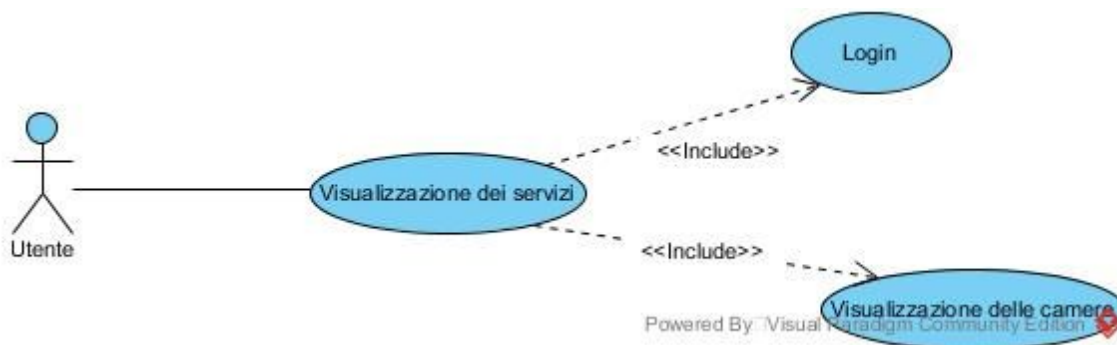 Login
<<Include>>
Visualizzazione dei servizi
Utente
<<Include>>
Visualizzazione delle camere
Powered By Visual Paradigm Community Edition